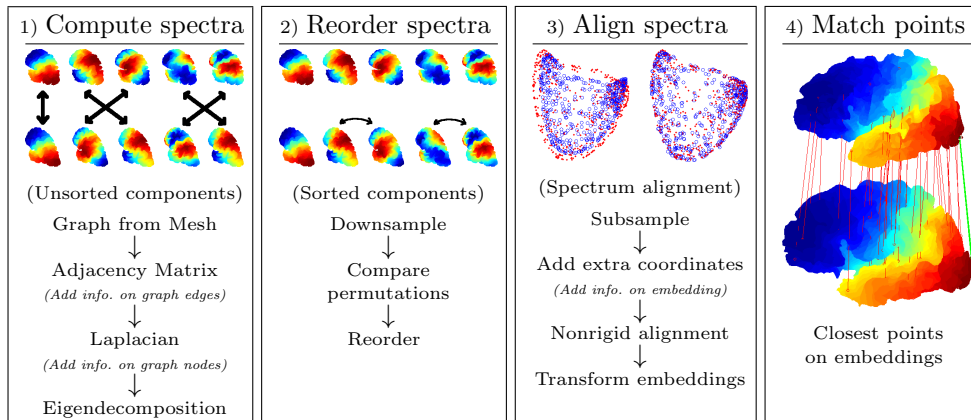 1) Compute spectra
(Unsorted components)
Graph from Mesh
Adjacency Matrix
(Add info. on graph edges)
Laplacian
(Add info. on graph nodes)
Eigendecomposition
2) Reorder spectra
(Sorted components)
Downsample
Compare
permutations
Reorder
3) Align spectra
(Spectrum alignment)
Subsample
Add extra coordinates
(Add info. on embedding)
Nonrigid alignment
Transform embeddings
4) Match points
Closest points
on embeddings